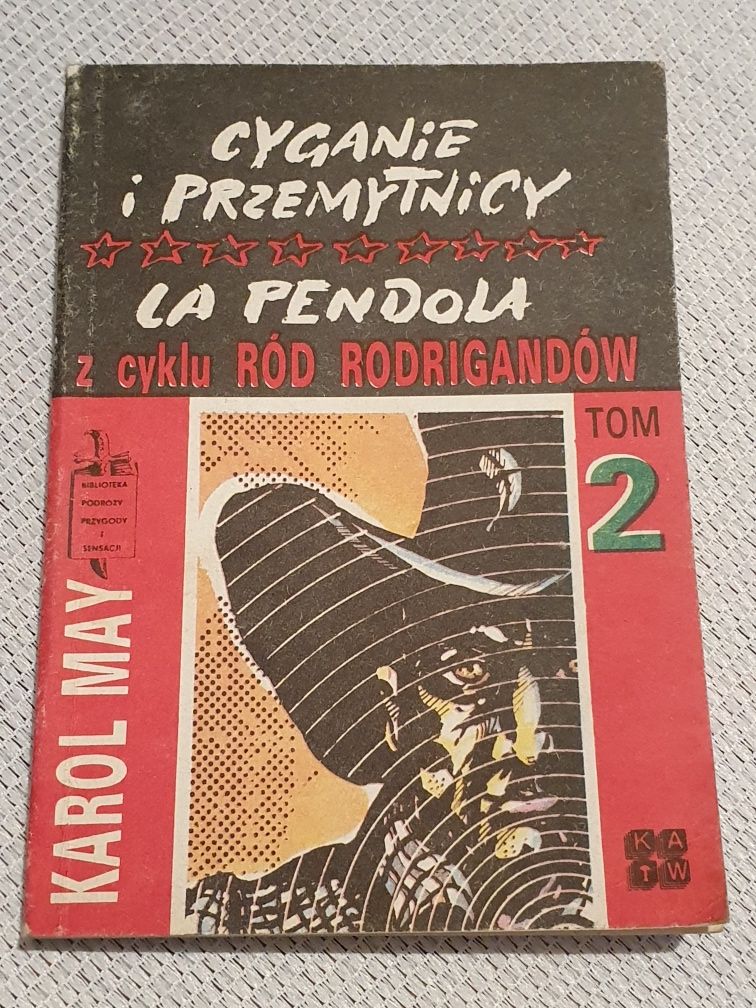 CYGANiE
i PRZEMYTNiCY
LA PENDOLA
z cyklu RÓD RODRIGANDÓW
TOM
2
BIBLIOTEKA
PODRÓŻY
PRZYGODY
I
SENSACJI
KAROL MAY
K A
W